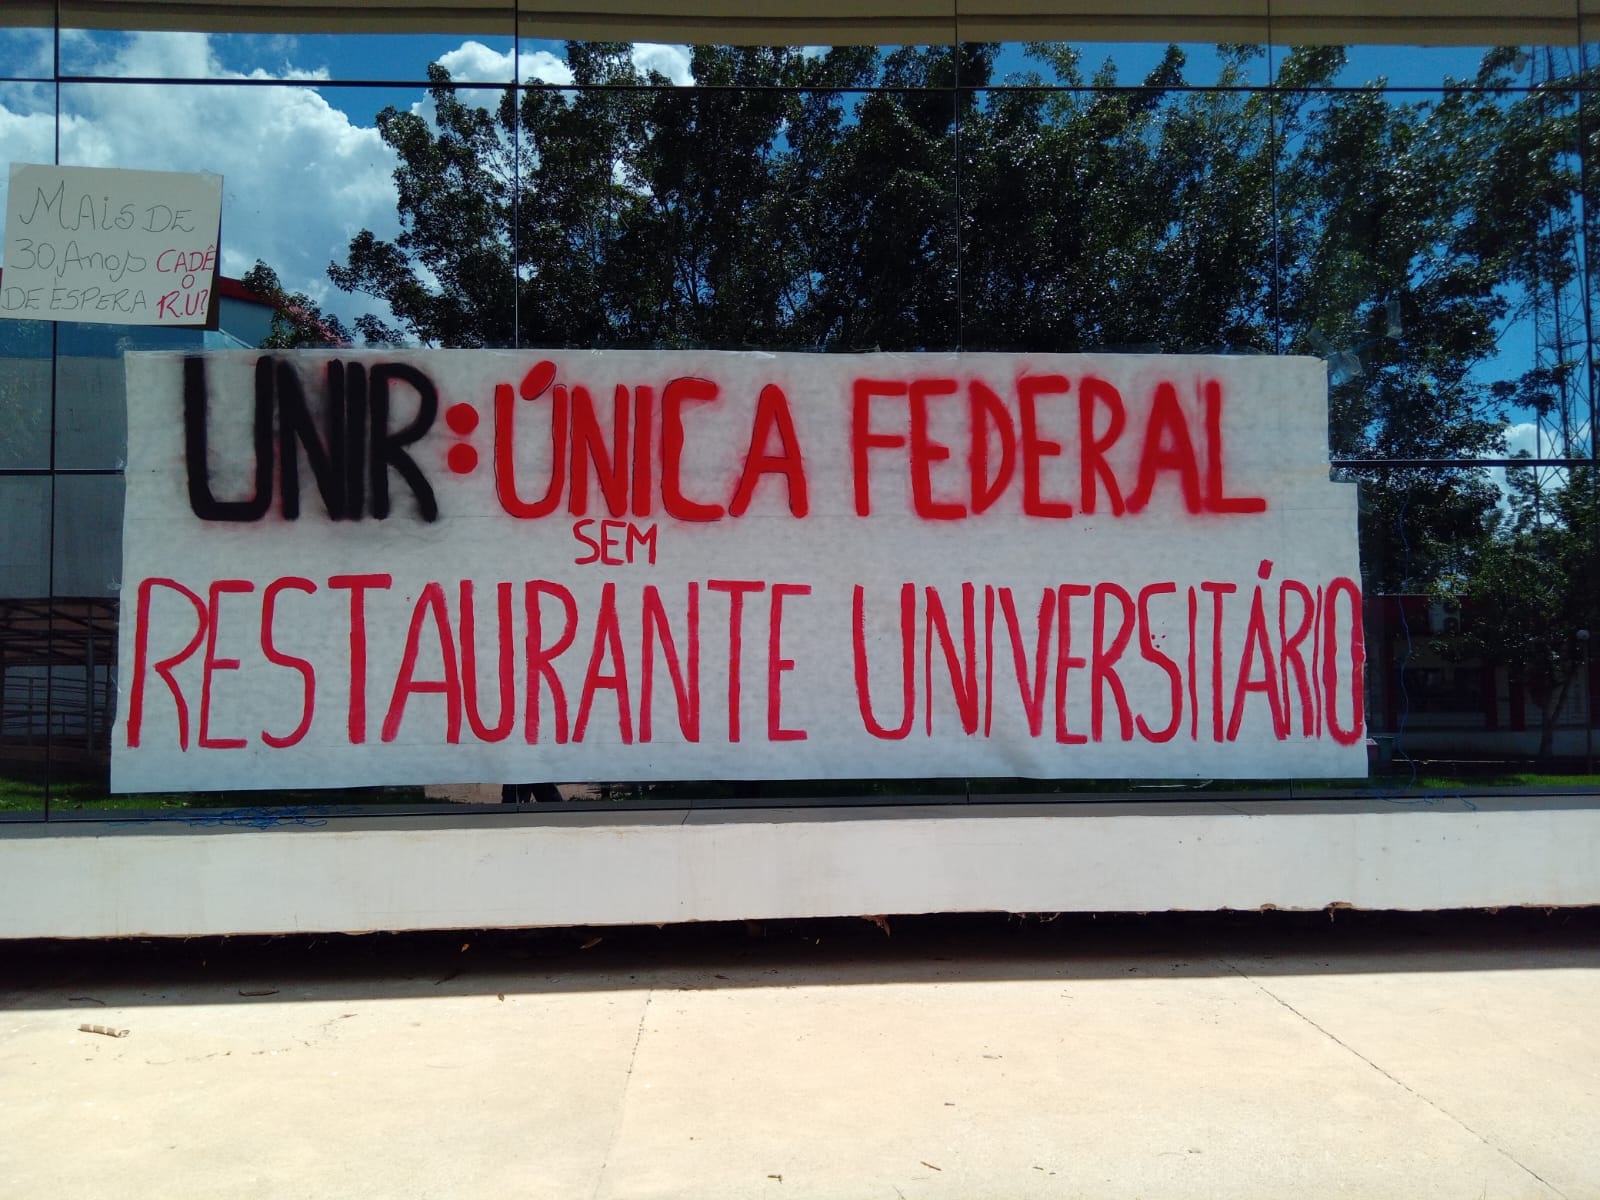 MAIS DE
30 Anos CADÊ
O
DE ESPERA R.U?
UNIR: ÚNICA FEDERAL
SEM
RESTAURANTE UNIVERSITÁRIO